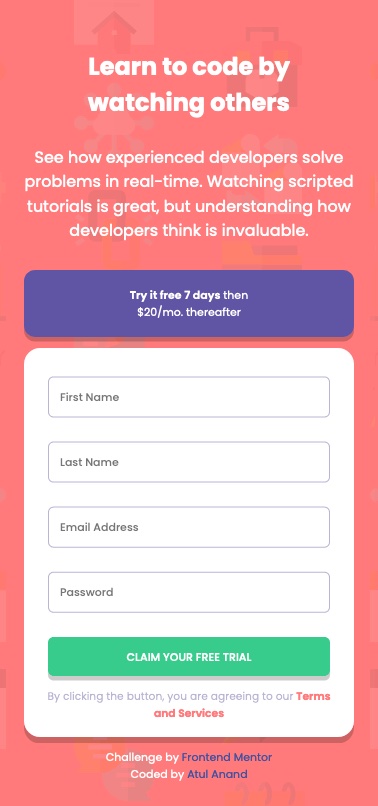 Learn to code by
watching others
See how experienced developers solve
problems in real-time. Watching scripted
tutorials is great, but understanding how
developers think is invaluable.
Try it free 7 days then
$20/mo. thereafter
First Name
Last Name
Email Address
Password
CLAIM YOUR FREE TRIAL
By clicking the button, you are agreeing to our Terms
and Services
Challenge by Frontend Mentor
Coded by Atul Anand